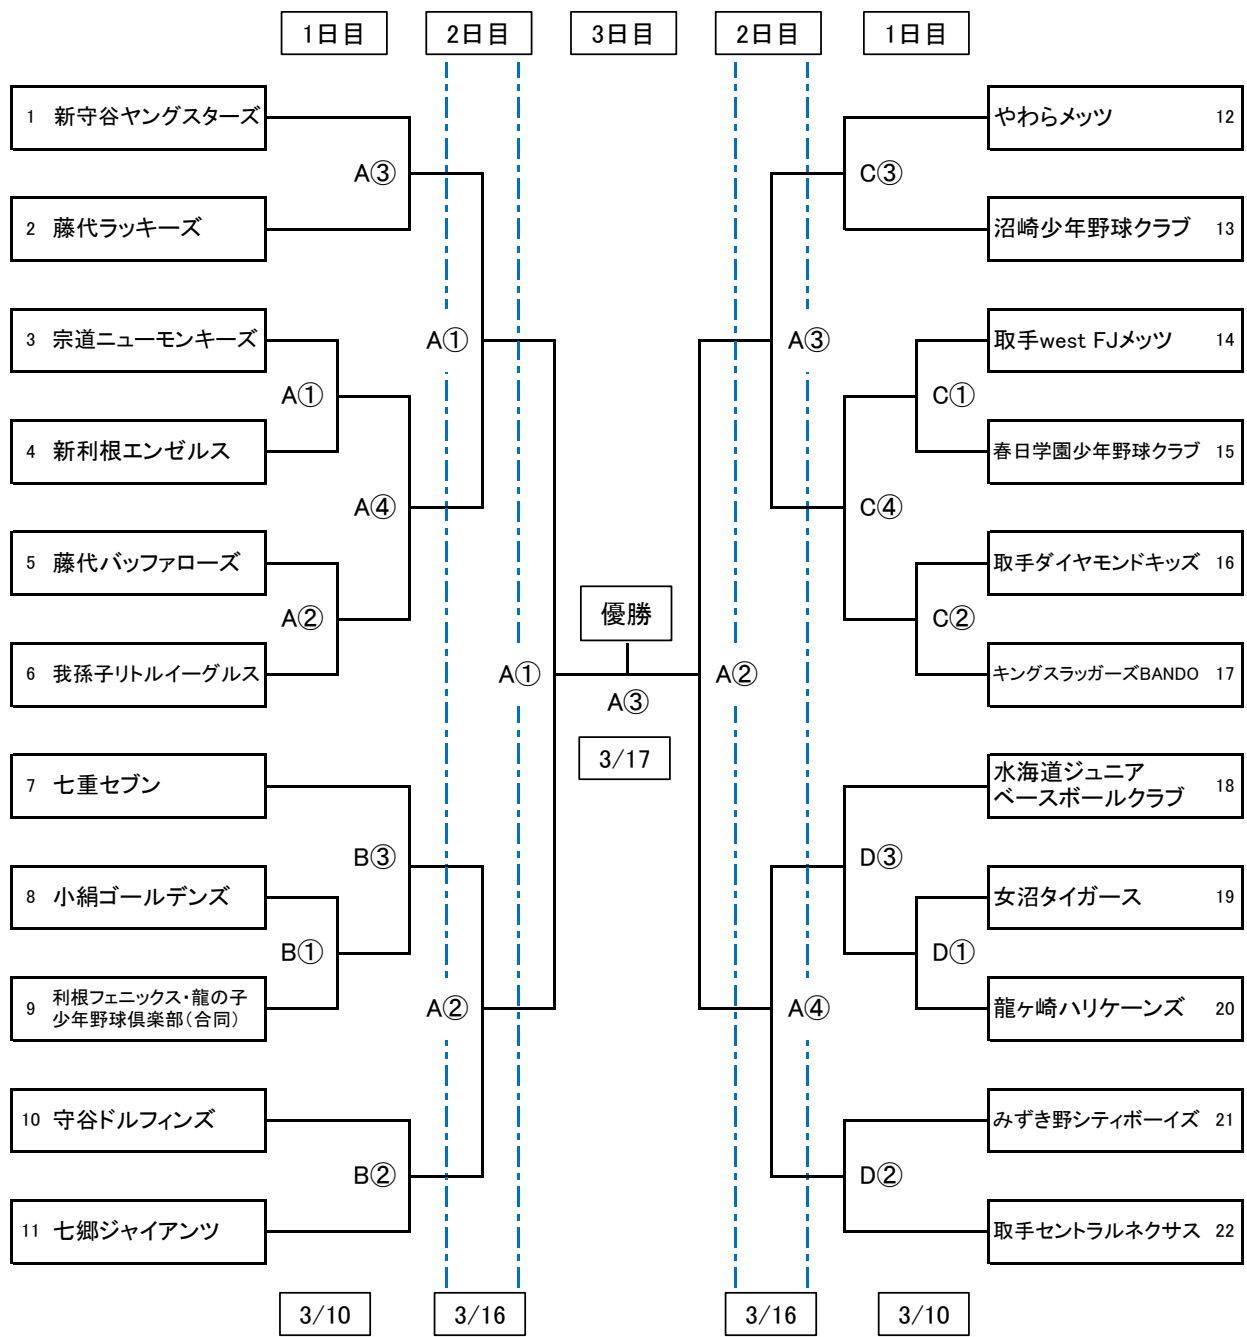 1日目
2日目
3日目
2日目
1日目
1 新守谷ヤングスターズ
A③
2 藤代ラッキーズ
3 宗道ニューモンキーズ
A①
4 新利根エンゼルス
A①
A④
5 藤代バッファローズ
A②
6 我孫子リトルイーグルス
A①
7 七重セブン
B③
8 小絹ゴールデンズ
B①
9 利根フェニックス・龍の子
少年野球倶楽部(合同)
A②
10 守谷ドルフィンズ
B②
11 七郷ジャイアンツ
優勝
A③
3/17
やわらメッツ 12
C③
沼崎少年野球クラブ 13
A③
取手west FJメッツ 14
C①
春日学園少年野球クラブ 15
C④
取手ダイヤモンドキッズ 16
C②
キングスラッガーズBANDO 17
A②
水海道ジュニア
ベースボールクラブ 18
D③
女沼タイガース 19
D①
龍ヶ崎ハリケーンズ 20
A④
みずき野シティボーイズ 21
D②
取手セントラルネクサス 22
3/10
3/16
3/16
3/10